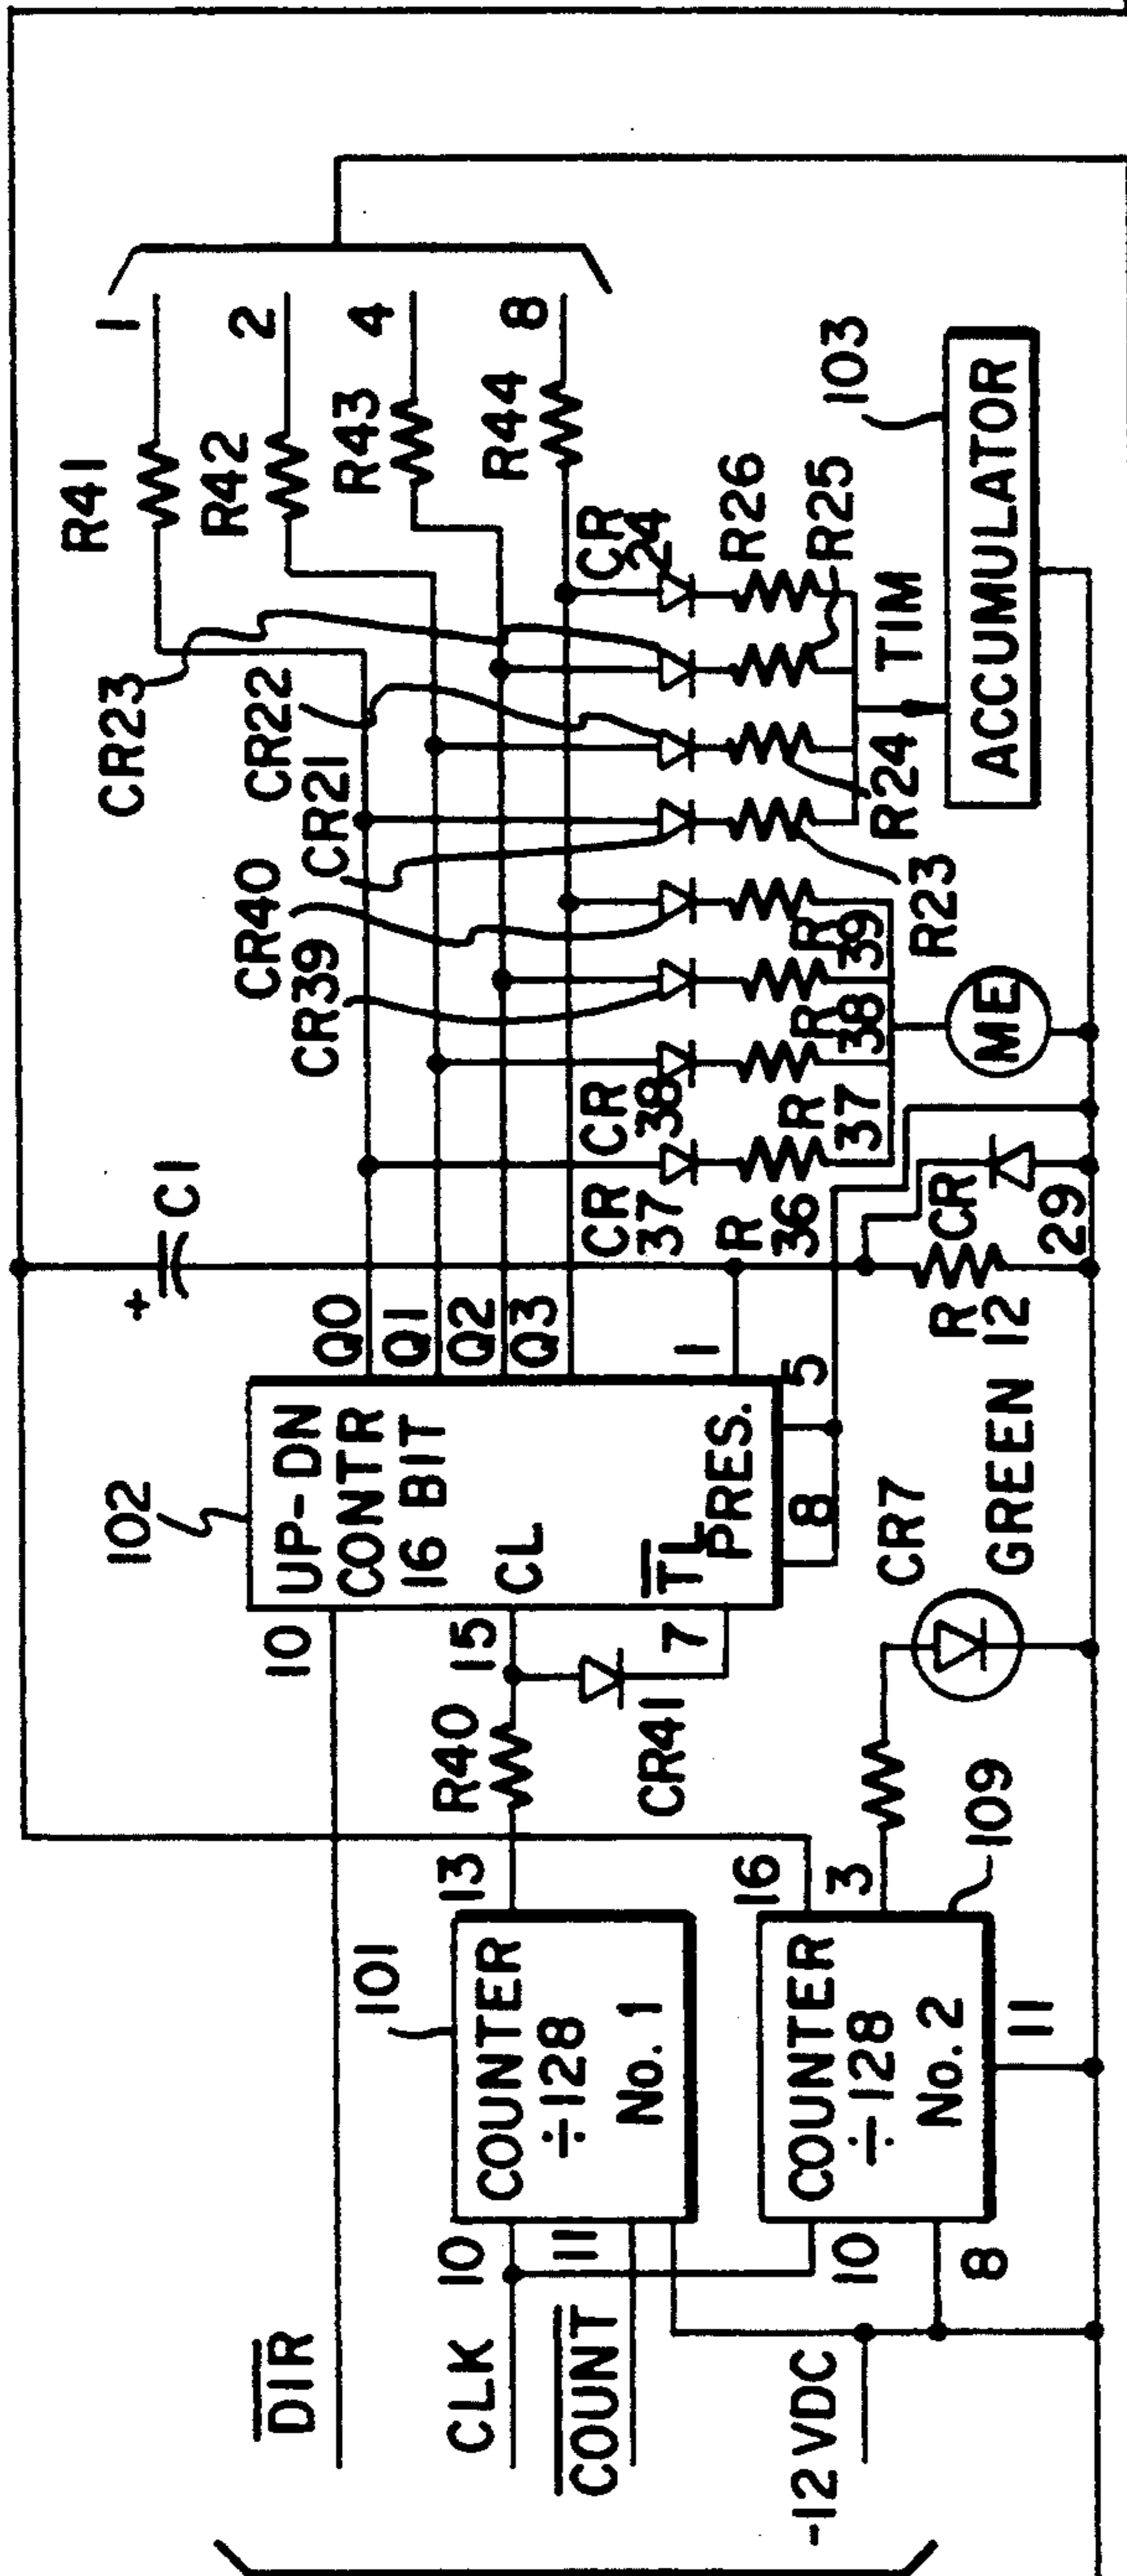 DIR
CLK
COUNT
-12 VDC
10
11
101
COUNTER
÷128
No. 1
13
10
8
COUNTER
÷128
No. 2
11
16
3
109
R40
CR41
15
7
10
102
UP-DN
CONTR
16 BIT
CL
TL
PRES.
8
5
1
Q0
Q1
Q2
Q3
CR7
GREEN
+
C1
R
12
CR
29
CR
37
R
36
CR
38
R
37
R
38
R
39
ME
CR39
CR40
CR21
CR22
CR23
CR
24
R23
R24
R25
R26
TIM
ACCUMULATOR
103
R41
R42
R43
R44
1
2
4
8